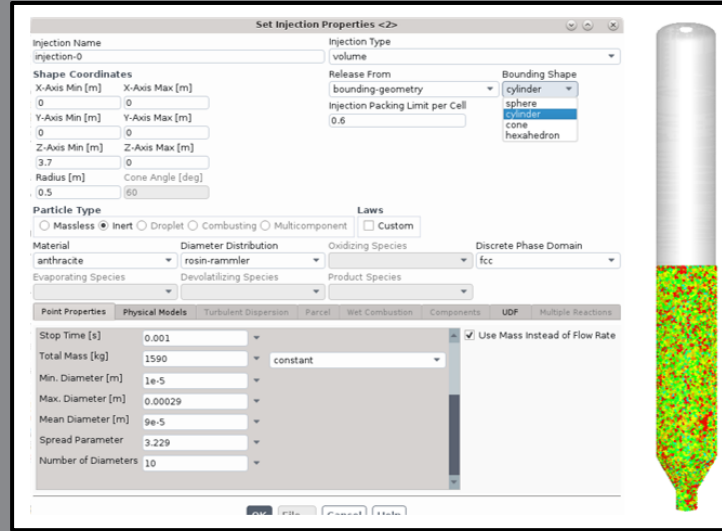 Set Injection Properties <2>
Injection Name
Injection Type
injection-0
volume
Shape Coordinates
Release From
Bounding Shape
X-Axis Min [m]
X-Axis Max [m]
bounding-geometry
cylinder
0
0
Injection Packing Limit per Cell
sphere
Y-Axis Min [m]
Y-Axis Max [m]
0.6
cylinder
0
0
cone
Z-Axis Min [m]
Z-Axis Max [m]
hexahedron
3.7
0
Radius [m]
Cone Angle [deg]
0.5
60
Particle Type
Laws
Massless
Inert
Droplet
Combusting
Multicomponent
Custom
Material
Diameter Distribution
Oxidizing Species
Discrete Phase Domain
anthracite
rosin-rammler
fcc
Evaporating Species
Devolatilizing Species
Product Species
Point Properties
Physical Models
Turbulent Dispersion
Parcel
Wet Combustion
Components
UDF
Multiple Reactions
Stop Time [s]
0.001
Use Mass Instead of Flow Rate
Total Mass [kg]
1590
constant
Min. Diameter [m]
1e-5
Max. Diameter [m]
0.00029
Mean Diameter [m]
9e-5
Spread Parameter
3.229
Number of Diameters
10
OK
File...
Cancel
Help